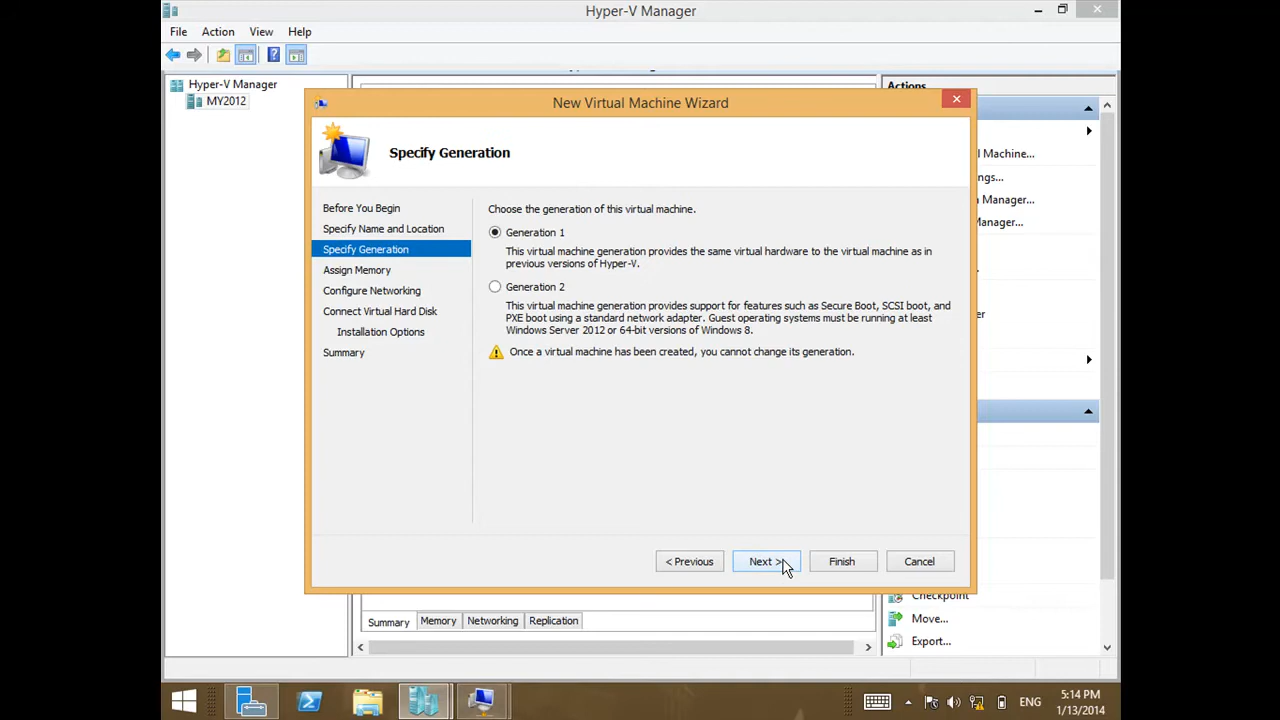 Hyper-V Manager
File Action View Help
Hyper-V Manager
MY2012
Actions
New Virtual Machine Wizard
Specify Generation
Before You Begin
Specify Name and Location
Specify Generation
Assign Memory
Configure Networking
Connect Virtual Hard Disk
Installation Options
Summary
Choose the generation of this virtual machine.
Generation 1
This virtual machine generation provides the same virtual hardware to the virtual machine as in
previous versions of Hyper-V.
Generation 2
This virtual machine generation provides support for features such as Secure Boot, SCSI boot, and
PXE boot using a standard network adapter. Guest operating systems must be running at least
Windows Server 2012 or 64-bit versions of Windows 8.
Once a virtual machine has been created, you cannot change its generation.
< Previous Next > Finish Cancel
l Machine...
ngs...
n Manager...
Manager...
er
Checkpoint
Move...
Export...
Summary Memory Networking Replication
ENG
5:14 PM
1/13/2014